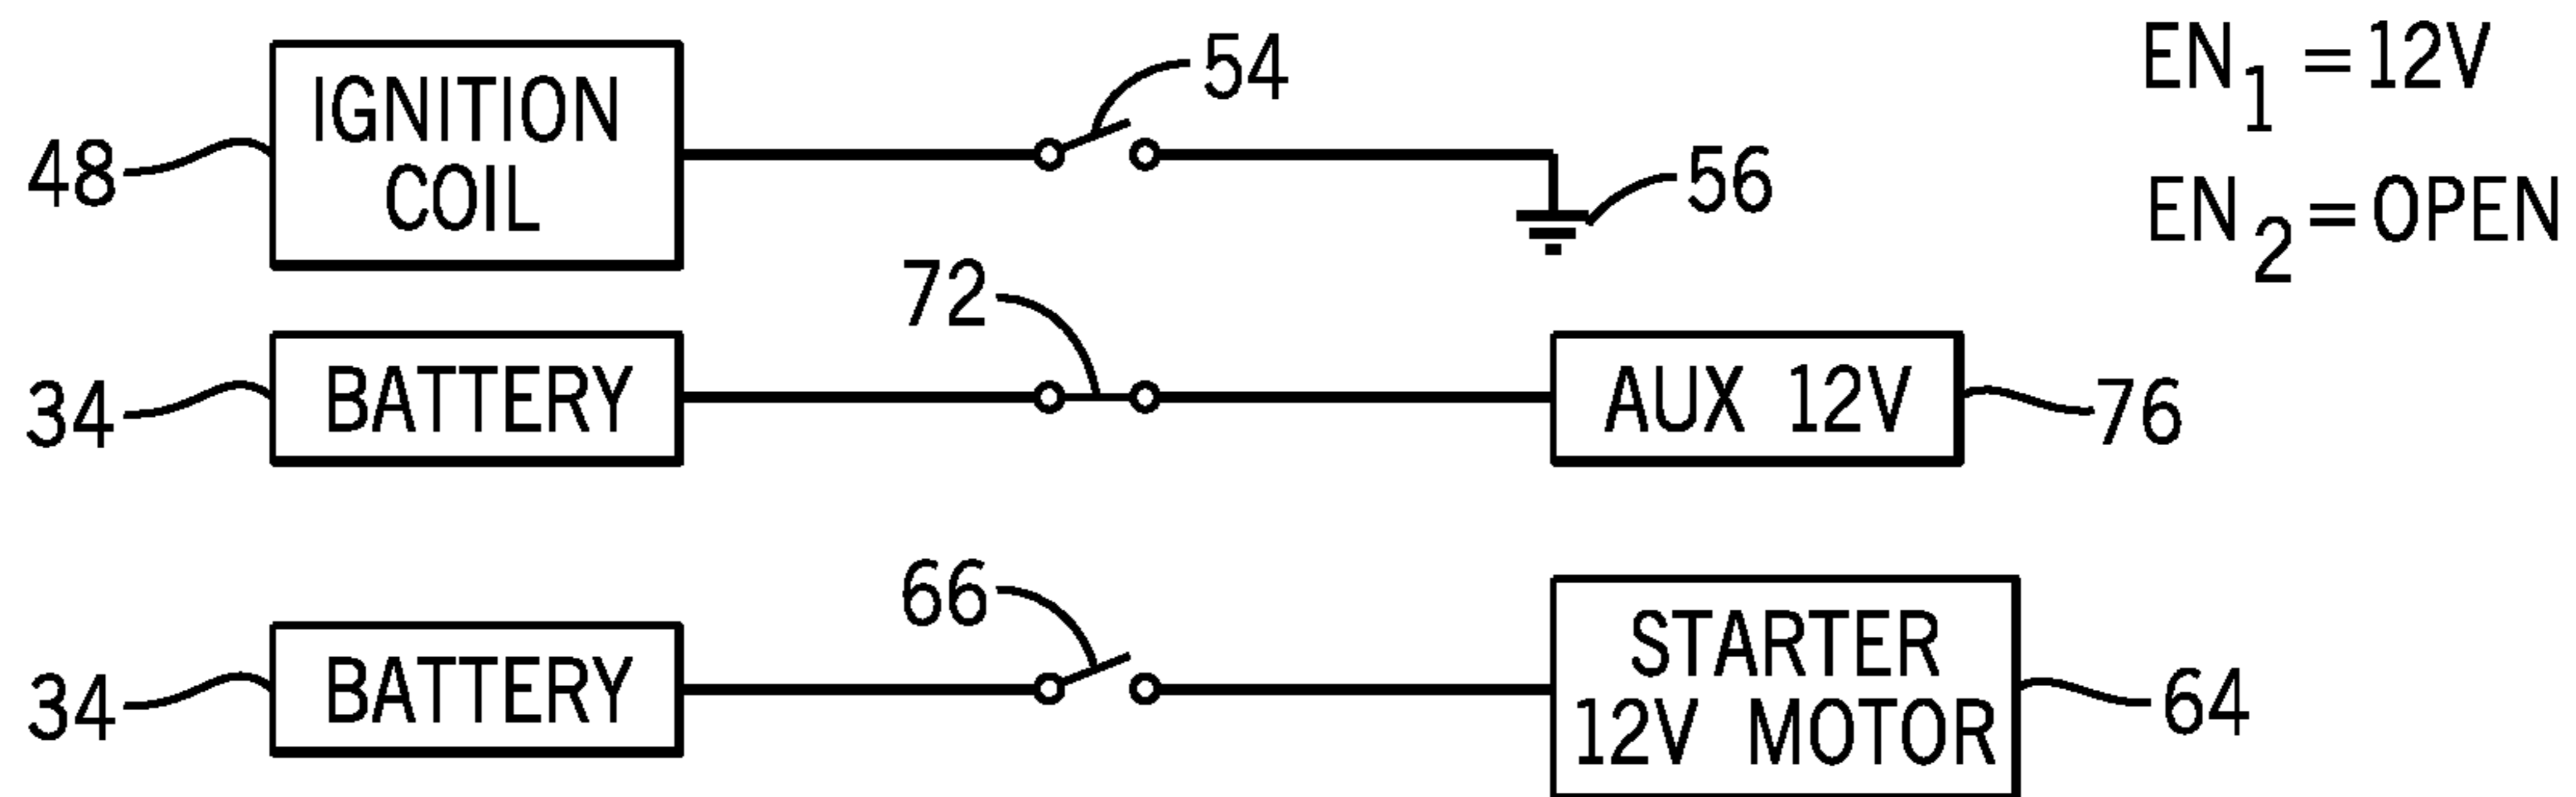 54
EN1 = 12V
IGNITION
COIL
48
56
EN2 = OPEN
72
34
BATTERY
AUX 12V
76
66
34
BATTERY
STARTER
12V MOTOR
64